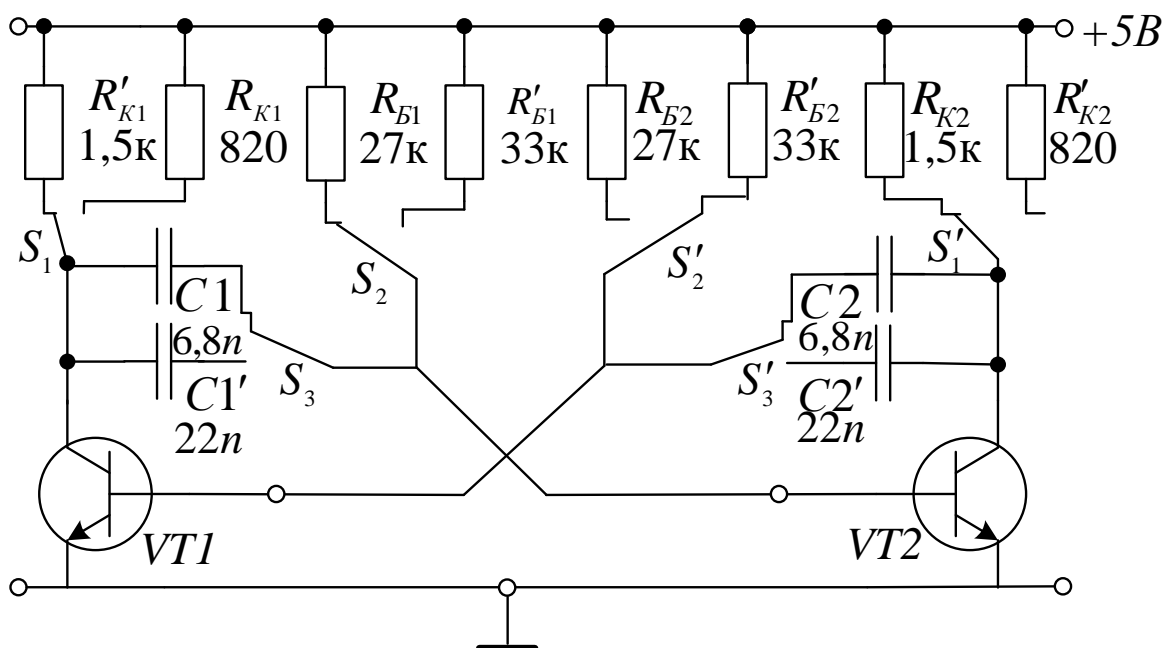 +5В
R′К1
1,5к
RК1
820
RБ1
27к
R′Б1
33к
RБ2
27к
R′Б2
33к
RК2
1,5к
R′К2
820
S1
S2
S′2
S′1
C1
6,8n
S3
C1′
22n
C2
6,8n
S′3
C2′
22n
VT1
VT2